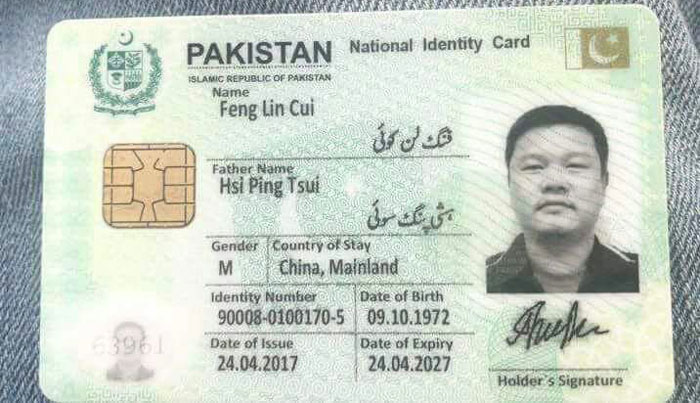 PAKISTAN National Identity Card
ISLAMIC REPUBLIC OF PAKISTAN
Name
Feng Lin Cui
فنگ لن کوئی
Father Name
Hsi Ping Tsui
ہشی پنگ سوئی
Gender Country of Stay
M China, Mainland
Identity Number Date of Birth
90008-0100170-5 09.10.1972
Date of Issue Date of Expiry
24.04.2017 24.04.2027
63961
Holder's Signature